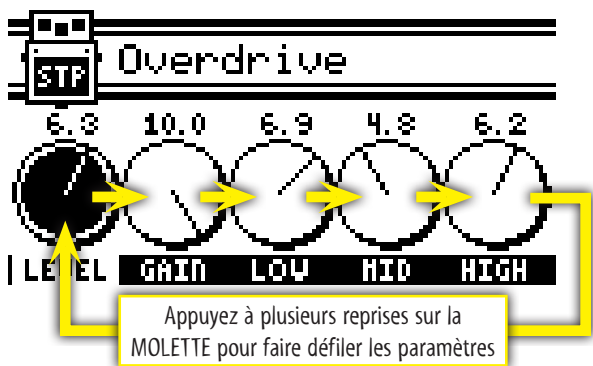 STP
Overdrive
6.3 10.0 6.9 4.8 6.2
LEVEL GAIN LOW MID HIGH
Appuyez à plusieurs reprises sur la
MOLETTE pour faire défiler les paramètres